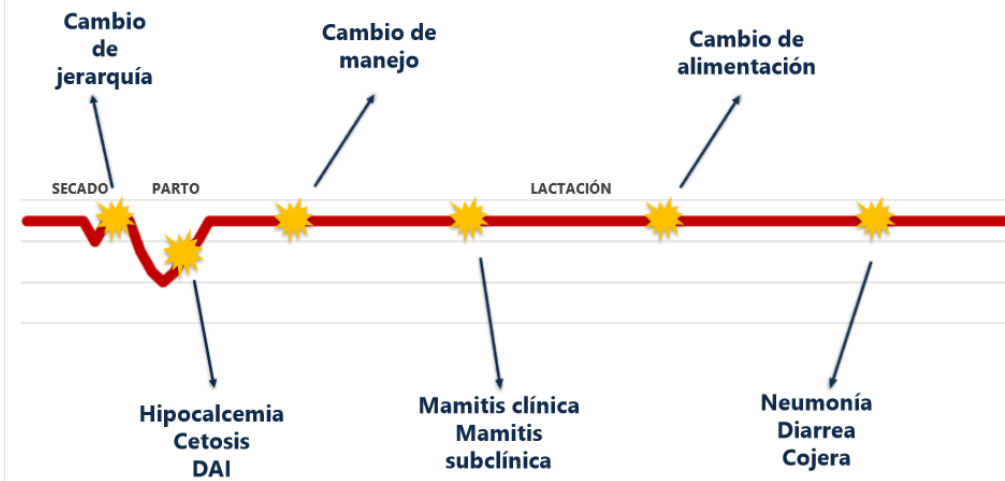 Cambio
de
jerarquía
Cambio de
manejo
Cambio de
alimentación
SECADO
PARTO
LACTACIÓN
Hipocalcemia
Cetosis
DAI
Mamitis clínica
Mamitis
subclínica
Neumonía
Diarrea
Cojera